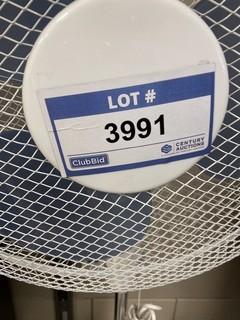 LOT #
3991
ClubBid
CENTURY
AUCTIONS